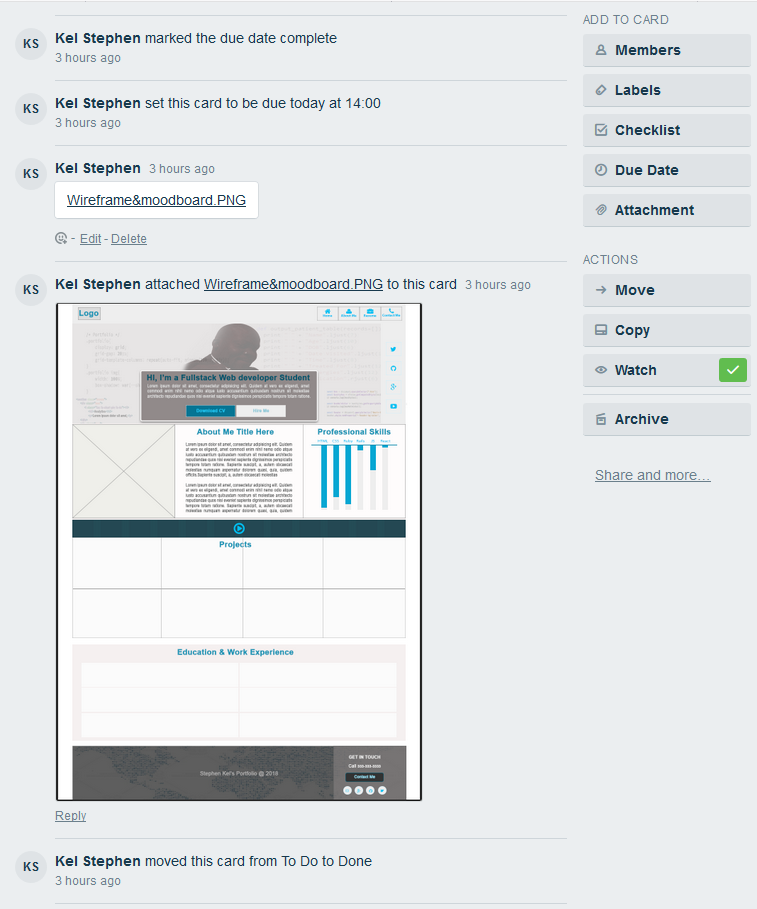 KS
Kel Stephen marked the due date complete
3 hours ago
KS
Kel Stephen set this card to be due today at 14:00
3 hours ago
KS
Kel Stephen 3 hours ago
Wireframe&moodboard.PNG
- Edit - Delete
KS
Kel Stephen attached Wireframe&moodboard.PNG to this card 3 hours ago
Logo
Home About Me Resume Contact Me
HI, I'm a Fullstack Web developer Student
Download CV Hire Me
About Me Title Here
Professional Skills
HTML CSS
Projects
Education & Work Experience
Stephen Kel's Portfolio @ 2018
GET IN TOUCH
Contact Me
Reply
KS
Kel Stephen moved this card from To Do to Done
3 hours ago
ADD TO CARD
Members
Labels
Checklist
Due Date
Attachment
ACTIONS
Move
Copy
Watch
Archive
Share and more...